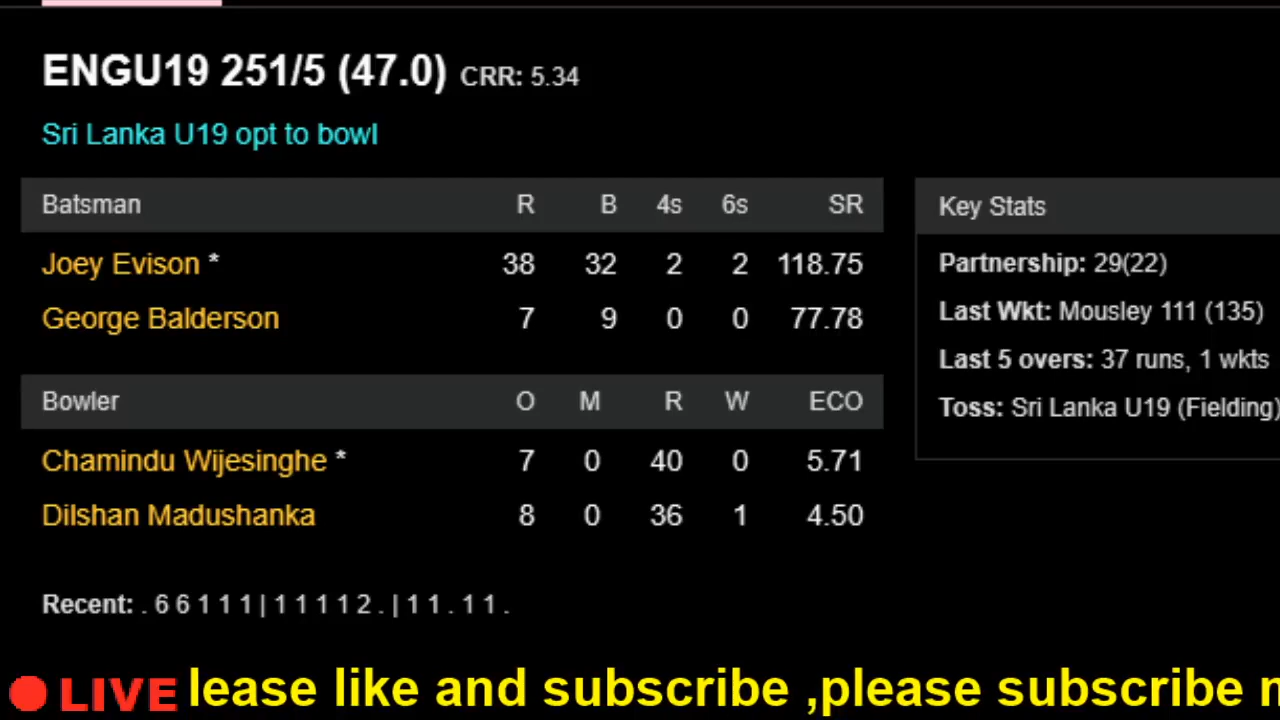 ENGU19 251/5 (47.0) CRR: 5.34
Sri Lanka U19 opt to bowl
Batsman R B 4s 6s SR
Joey Evison * 38 32 2 2 118.75
George Balderson 7 9 0 0 77.78
Bowler O M R W ECO
Chamindu Wijesinghe * 7 0 40 0 5.71
Dilshan Madushanka 8 0 36 1 4.50
Recent: . 6 6 1 1 1 | 1 1 1 1 2 . | 1 1 . 1 1 .
Key Stats
Partnership: 29(22)
Last Wkt: Mousley 111 (135)
Last 5 overs: 37 runs, 1 wkts
Toss: Sri Lanka U19 (Fielding)
LIVE lease like and subscribe ,please subscribe